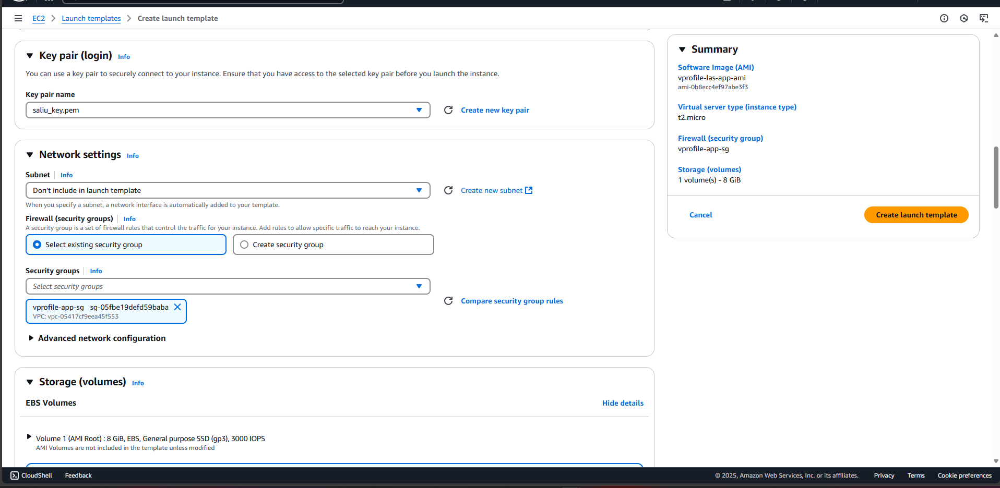 EC2 > Launch templates > Create launch template
Key pair (login) Info
You can use a key pair to securely connect to your instance. Ensure that you have access to the selected key pair before you launch the instance.
Key pair name
saliu_key.pem
Create new key pair
Network settings Info
Subnet Info
Don't include in launch template
Create new subnet
When you specify a subnet, a network interface is automatically added to your template.
Firewall (security groups) Info
A security group is a set of firewall rules that control the traffic for your instance. Add rules to allow specific traffic to reach your instance.
Select existing security group
Create security group
Security groups Info
Select security groups
vprofile-app-sg sg-05fbe19defd59baba
VPC: vpc-05417cf9eea45f553
Compare security group rules
Advanced network configuration
Storage (volumes) Info
EBS Volumes
Hide details
Volume 1 (AMI Root) : 8 GiB, EBS, General purpose SSD (gp3), 3000 IOPS
AMI Volumes are not included in the template unless modified
Summary
Software Image (AMI)
vprofile-las-app-ami
ami-0b8ecc4ef97abe3f3
Virtual server type (instance type)
t2.micro
Firewall (security group)
vprofile-app-sg
Storage (volumes)
1 volume(s) - 8 GiB
Cancel
Create launch template
CloudShell
Feedback
© 2025, Amazon Web Services, Inc. or its affiliates.
Privacy
Terms
Cookie preferences